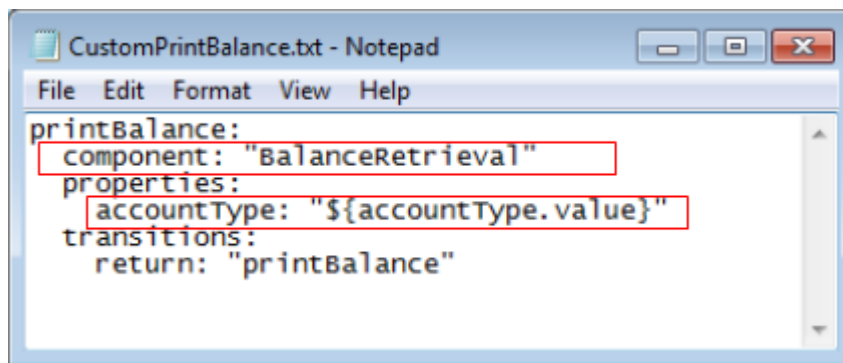 CustomPrintBalance.txt - Notepad
File Edit Format View Help
printBalance:
  component: "BalanceRetrieval"
  properties:
    accountType: "${accountType.value}"
  transitions:
    return: "printBalance"